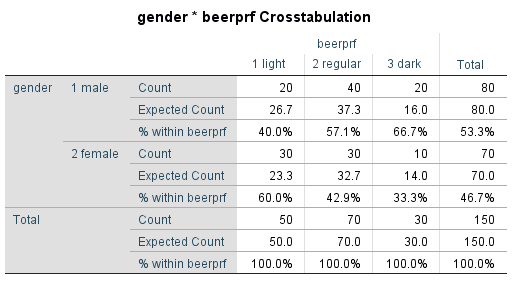 gender * beerprf Crosstabulation
beerprf
1 light 2 regular 3 dark Total
gender 1 male Count 20 40 20 80
Expected Count 26.7 37.3 16.0 80.0
% within beerprf 40.0% 57.1% 66.7% 53.3%
2 female Count 30 30 10 70
Expected Count 23.3 32.7 14.0 70.0
% within beerprf 60.0% 42.9% 33.3% 46.7%
Total Count 50 70 30 150
Expected Count 50.0 70.0 30.0 150.0
% within beerprf 100.0% 100.0% 100.0% 100.0%